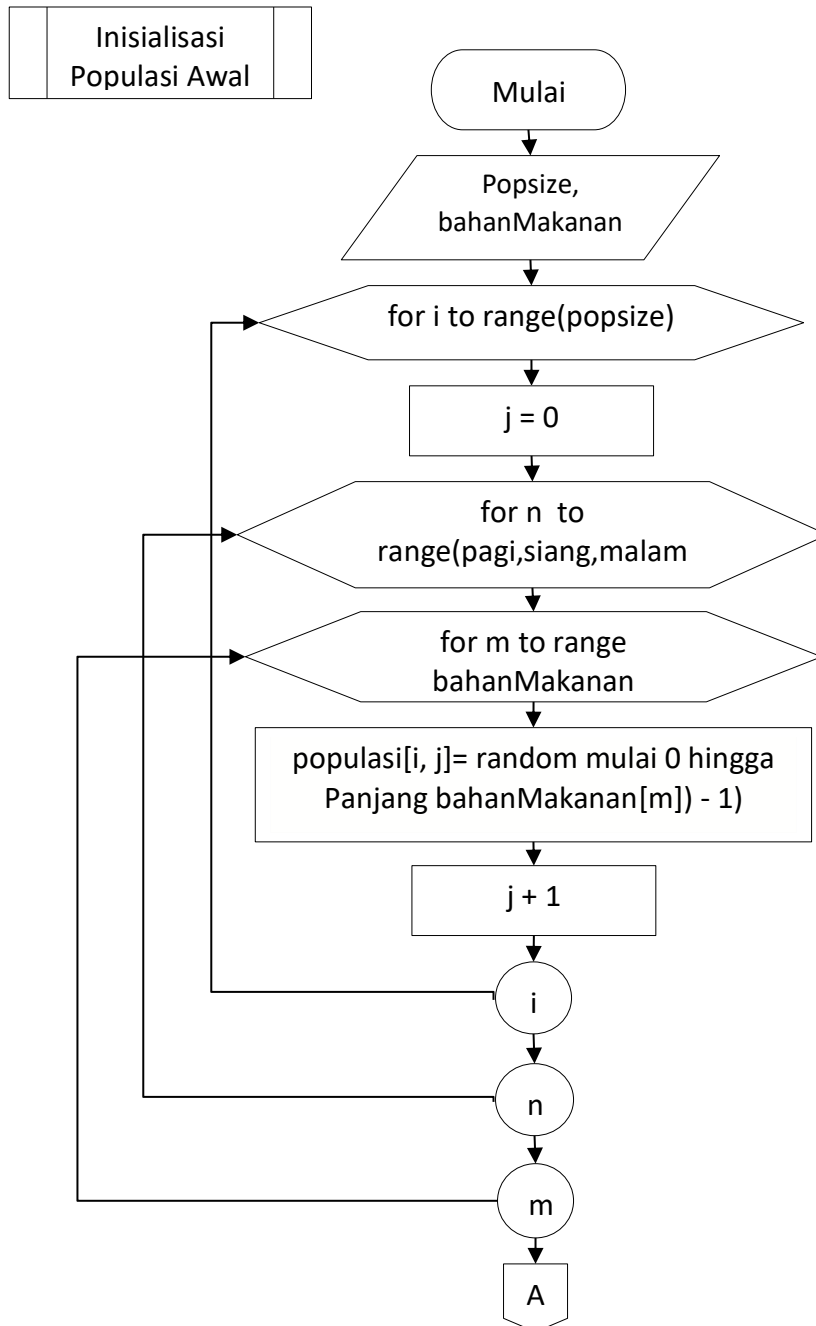 Inisialisasi
Populasi Awal
Mulai
Popsize,
bahanMakanan
for i to range(popsize)
j = 0
for n to
range(pagi,siang,malam
for m to range
bahanMakanan
populasi[i, j]= random mulai 0 hingga
Panjang bahanMakanan[m]) - 1)
j + 1
i
n
m
A